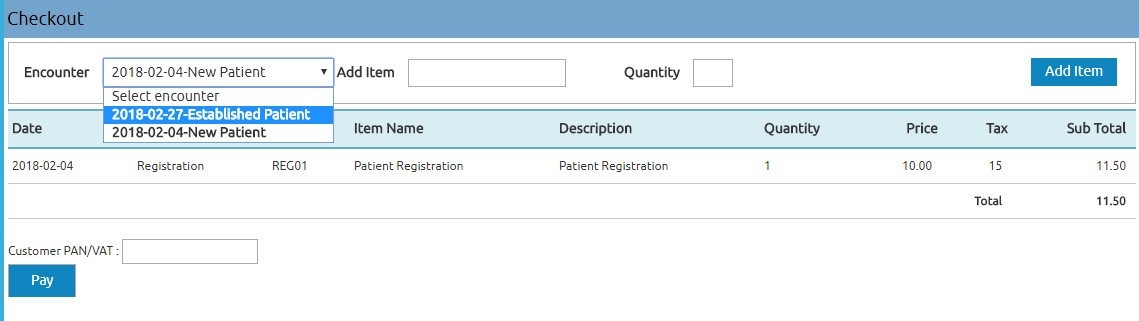 Checkout
Encounter 2018-02-04-New Patient Add Item Quantity Add Item
Select encounter
2018-02-27-Established Patient
2018-02-04-New Patient
Date Item Name Description Quantity Price Tax Sub Total
2018-02-04 Registration REG01 Patient Registration Patient Registration 1 10.00 15 11.50
Total 11.50
Customer PAN/VAT :
Pay